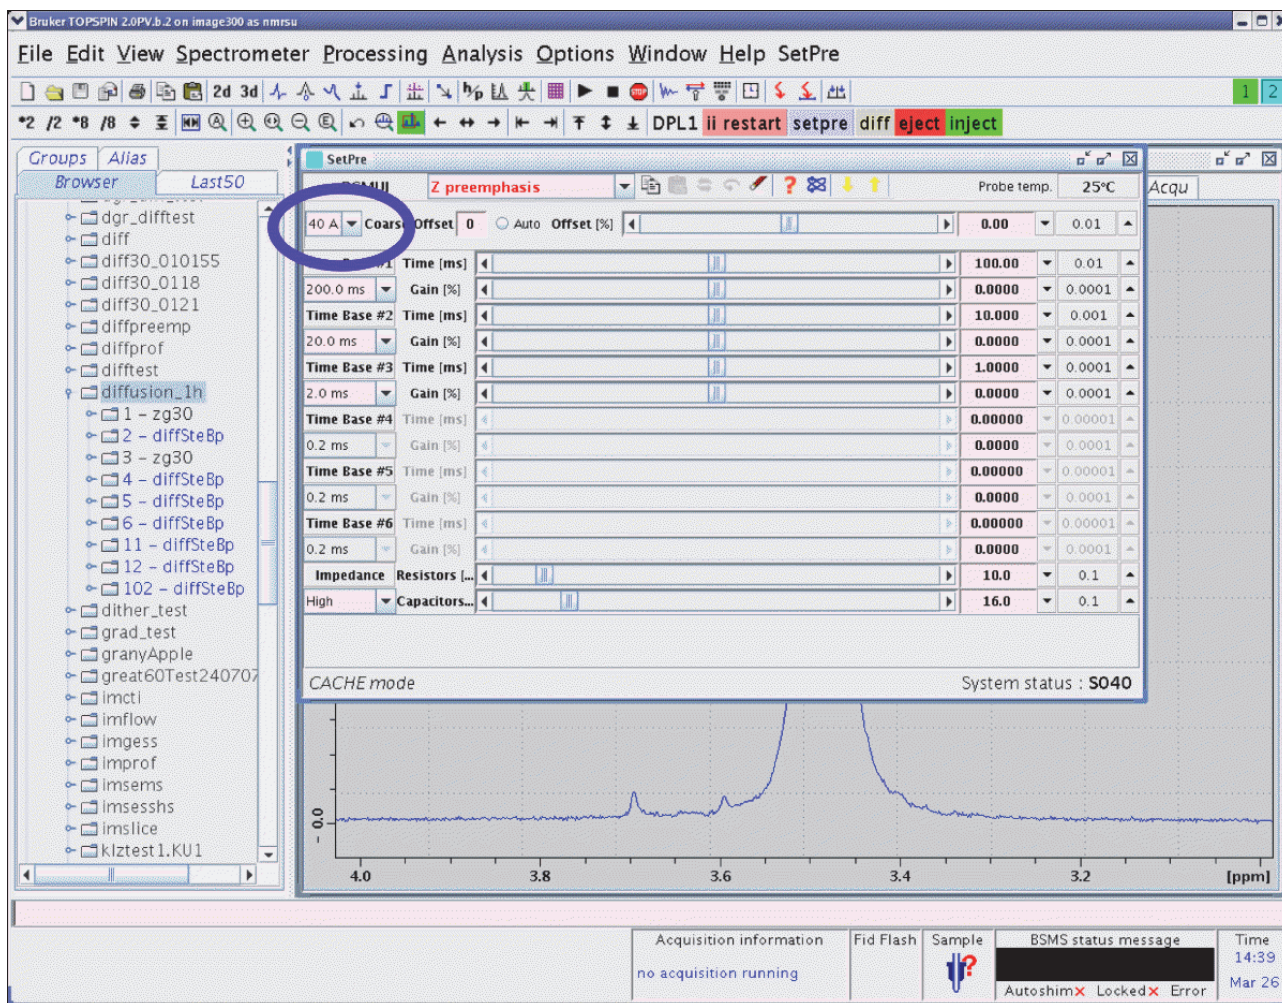 Bruker TOPSPIN 2.0PV.b.2 on image300 as nmrsu
File Edit View Spectrometer Processing Analysis Options Window Help SetPre
2d 3d
1 2
*2 /2 *8 /8 DPL1 ii restart setpre diff eject inject
Groups Alias
Browser Last50
dgr_difftest
diff
diff30_010155
diff30_0118
diff30_0121
diffpreemp
diffprof
difftest
diffusion_1h
1 - zg30
2 - diffSteBp
3 - zg30
4 - diffSteBp
5 - diffSteBp
6 - diffSteBp
11 - diffSteBp
12 - diffSteBp
102 - diffSteBp
dither_test
grad_test
granyApple
great60Test240707
imcti
imflow
imgess
improf
imsems
imsesshs
imslice
klztest1.KU1
SetPre
Z preemphasis Probe temp. 25°C
Acqu
40 A Coarse Offset 0 Auto Offset [%] 0.00 0.01
#1 Time [ms] 100.00 0.01
200.0 ms Gain [%] 0.0000 0.0001
Time Base #2 Time [ms] 10.000 0.001
20.0 ms Gain [%] 0.0000 0.0001
Time Base #3 Time [ms] 1.0000 0.0001
2.0 ms Gain [%] 0.0000 0.0001
Time Base #4 Time [ms] 0.00000 0.00001
0.2 ms Gain [%] 0.0000 0.0001
Time Base #5 Time [ms] 0.00000 0.00001
0.2 ms Gain [%] 0.0000 0.0001
Time Base #6 Time [ms] 0.00000 0.00001
0.2 ms Gain [%] 0.0000 0.0001
Impedance Resistors [... 10.0 0.1
High Capacitors... 16.0 0.1
CACHE mode System status : S040
- 0.0
4.0 3.8 3.6 3.4 3.2 [ppm]
Acquisition information
no acquisition running
Fid Flash
Sample
BSMS status message
Autoshim Locked Error
Time
14:39
Mar 26